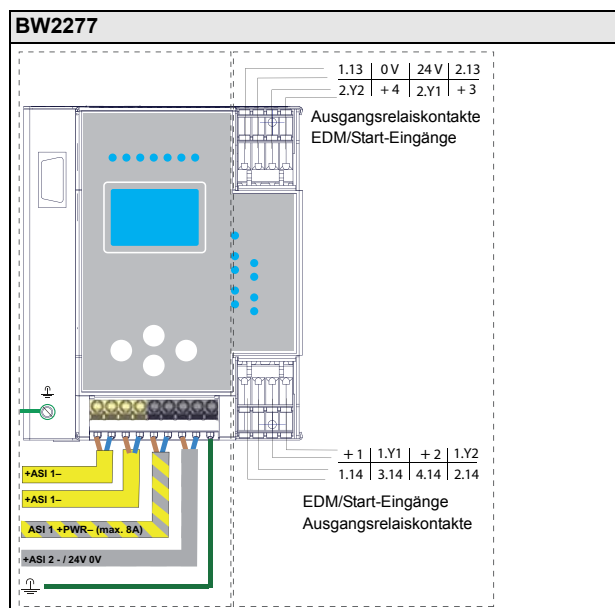 BW2277
1.13 0 V 24 V 2.13
2.Y2 + 4 2.Y1 + 3
Ausgangsrelaiskontakte
EDM/Start-Eingänge
+ 1 1.Y1 + 2 1.Y2
1.14 3.14 4.14 2.14
EDM/Start-Eingänge
Ausgangsrelaiskontakte
+ASI 1–
+ASI 1–
ASI 1 +PWR– (max. 8A)
+ASI 2 - / 24V 0V